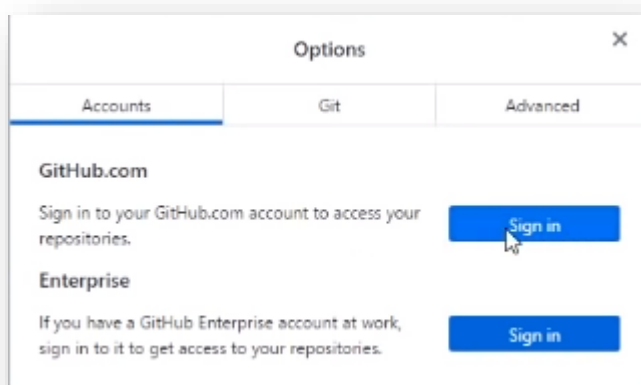 Options
Accounts
Git
Advanced
GitHub.com
Sign in to your GitHub.com account to access your
repositories.
Sign in
Enterprise
If you have a GitHub Enterprise account at work,
sign in to it to get access to your repositories.
Sign in